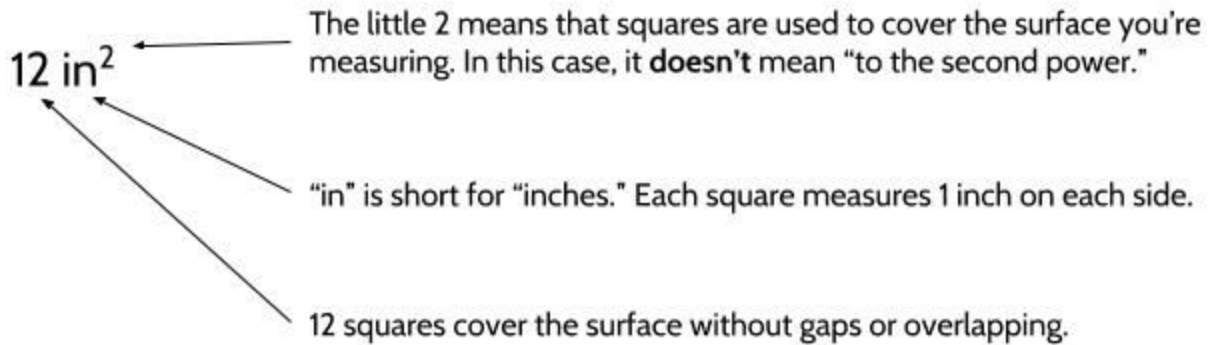 The little 2 means that squares are used to cover the surface you're
measuring. In this case, it doesn't mean "to the second power."
12 in²
"in" is short for "inches." Each square measures 1 inch on each side.
12 squares cover the surface without gaps or overlapping.